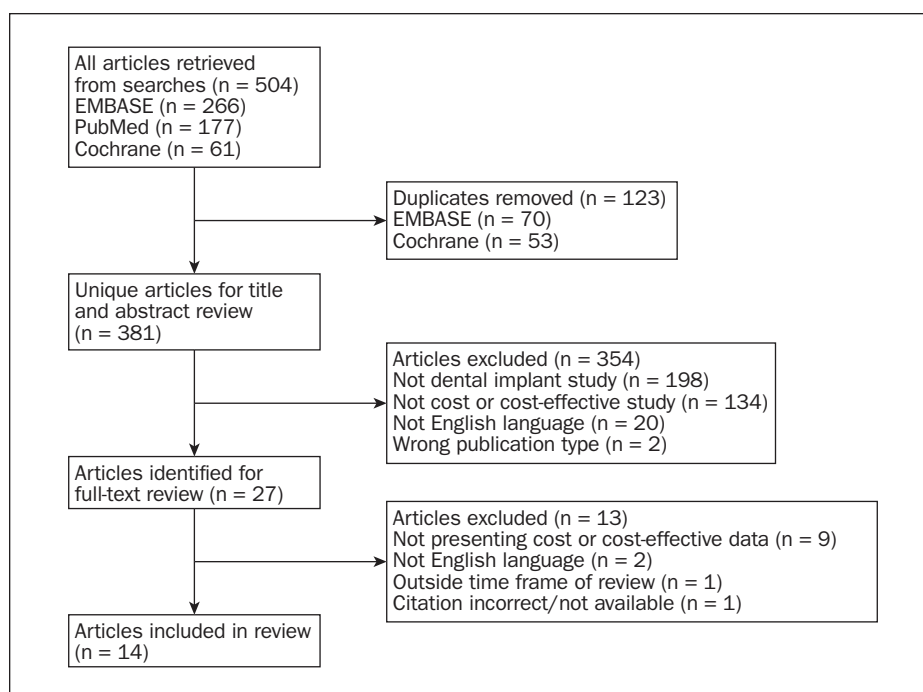 All articles retrieved
from searches (n = 504)
EMBASE (n = 266)
PubMed (n = 177)
Cochrane (n = 61)
Duplicates removed (n = 123)
EMBASE (n = 70)
Cochrane (n = 53)
Unique articles for title
and abstract review
(n = 381)
Articles excluded (n = 354)
Not dental implant study (n = 198)
Not cost or cost-effective study (n = 134)
Not English language (n = 20)
Wrong publication type (n = 2)
Articles identified for
full-text review (n = 27)
Articles excluded (n = 13)
Not presenting cost or cost-effective data (n = 9)
Not English language (n = 2)
Outside time frame of review (n = 1)
Citation incorrect/not available (n = 1)
Articles included in review
(n = 14)